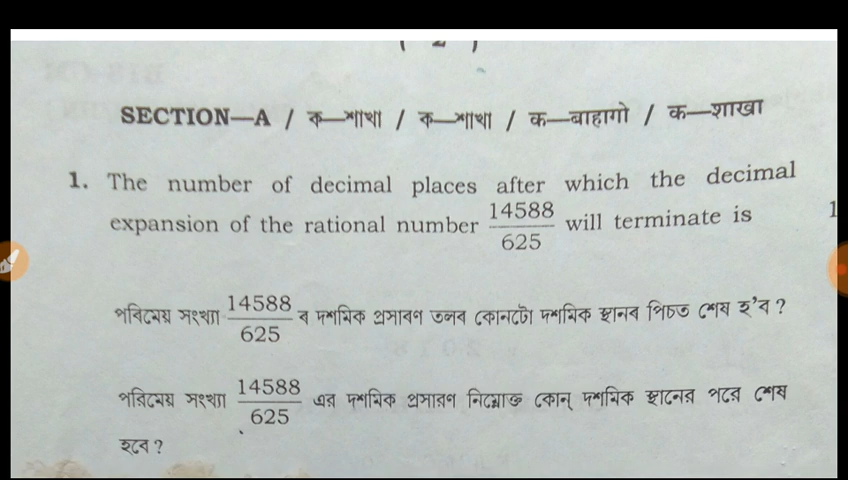 ( 2 )
SECTION—A / ক—শাখা / ক—শাখা / क—बाहागो / क—शाखा
1. The number of decimal places after which the decimal
expansion of the rational number 14588/625 will terminate is 1
পৰিমেয় সংখ্যা 14588/625 ৰ দশমিক প্ৰসাৰণ তলৰ কোনটো দশমিক স্থানৰ পিচত শেষ হ'ব ?
পরিমেয় সংখ্যা 14588/625 এর দশমিক প্রসারণ নিম্নোক্ত কোন্ দশমিক স্থানের পরে শেষ
হবে ?